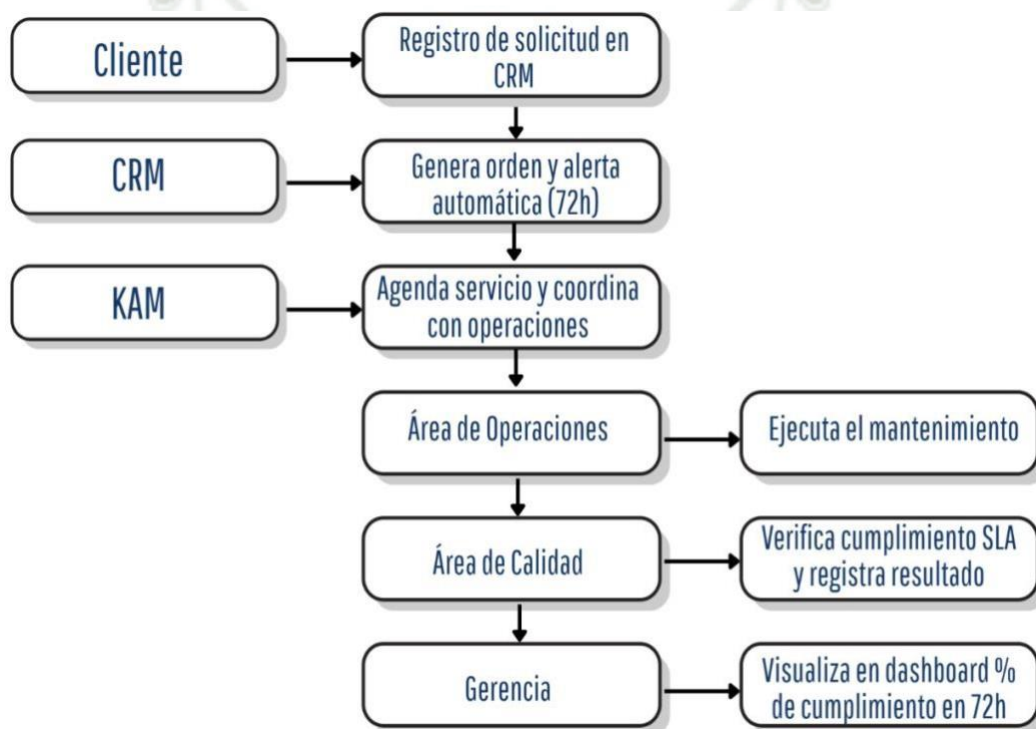 Cliente
Registro de solicitud en
CRM
CRM
Genera orden y alerta
automática (72h)
KAM
Agenda servicio y coordina
con operaciones
Área de Operaciones
Ejecuta el mantenimiento
Área de Calidad
Verifica cumplimiento SLA
y registra resultado
Gerencia
Visualiza en dashboard %
de cumplimiento en 72h